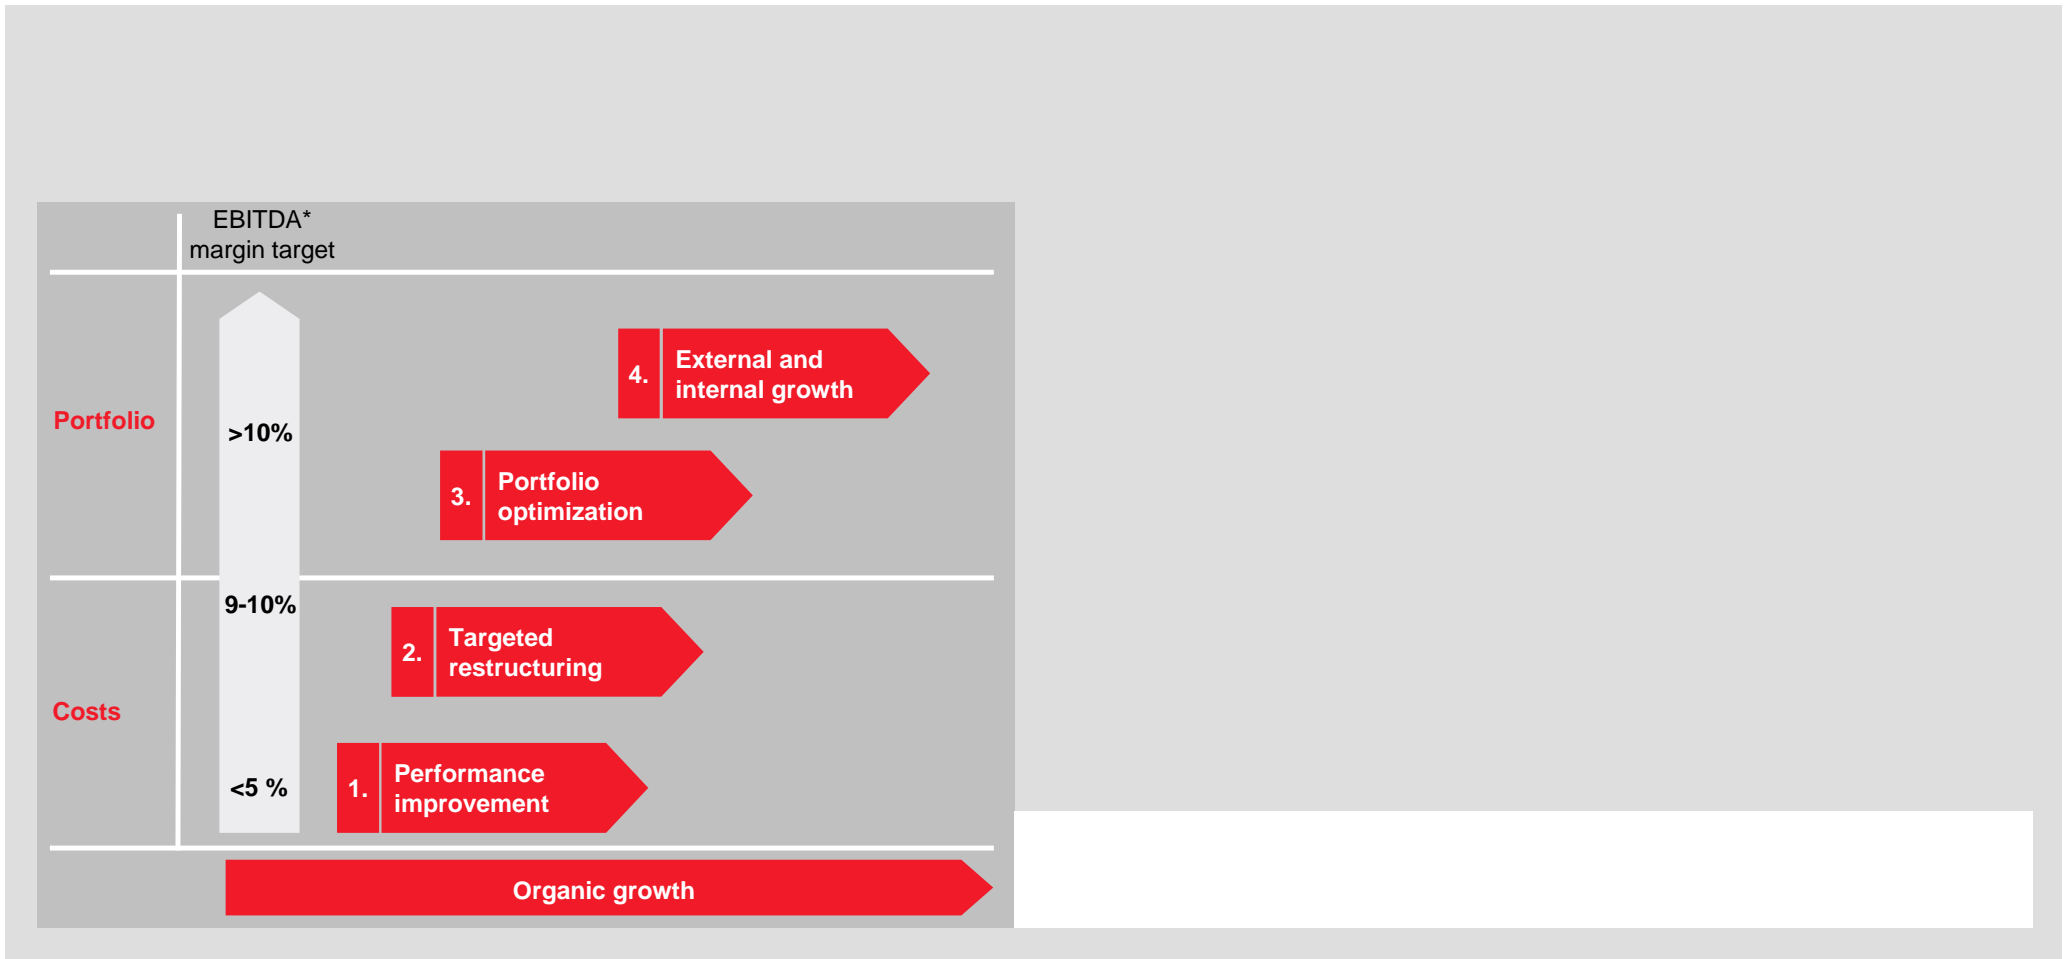 EBITDA*
margin target
Portfolio
>10%
4.
External and
internal growth
3.
Portfolio
optimization
9-10%
Costs
2.
Targeted
restructuring
<5 %
1.
Performance
improvement
Organic growth